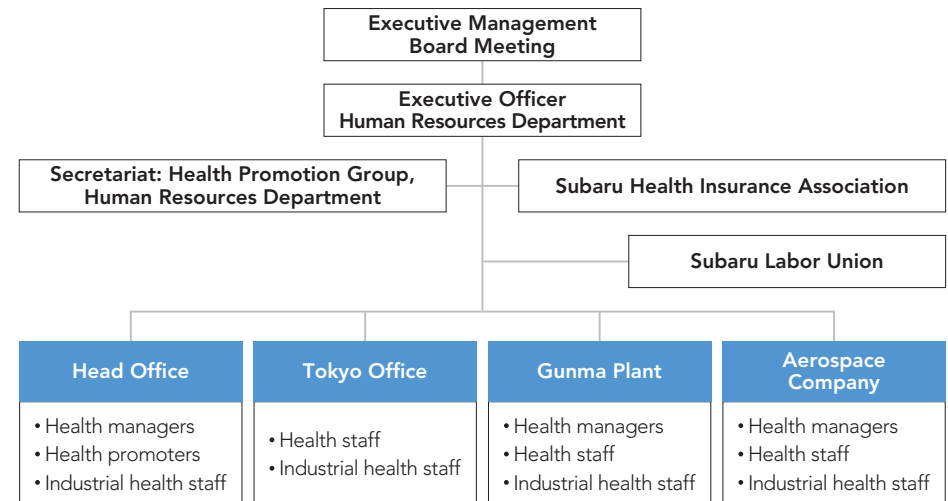 Executive Management
Board Meeting
Executive Officer
Human Resources Department
Secretariat: Health Promotion Group,
Human Resources Department
Subaru Health Insurance Association
Subaru Labor Union
Head Office
• Health managers
• Health promoters
• Industrial health staff
Tokyo Office
• Health staff
• Industrial health staff
Gunma Plant
• Health managers
• Health staff
• Industrial health staff
Aerospace
Company
• Health managers
• Health staff
• Industrial health staff